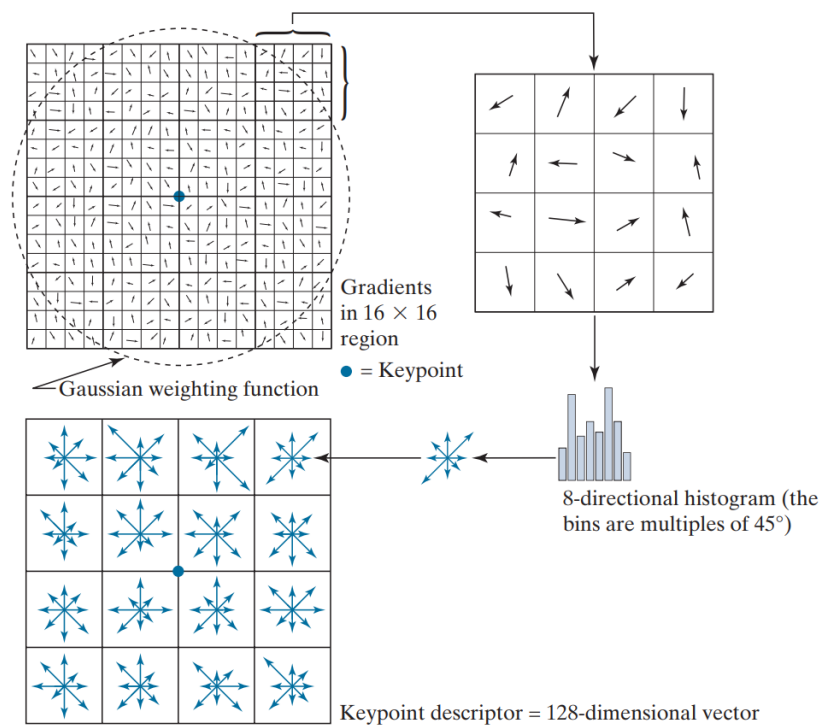 Gradients
in 16 × 16
region
● = Keypoint
Gaussian weighting function
8-directional histogram (the
bins are multiples of 45°)
Keypoint descriptor = 128-dimensional vector